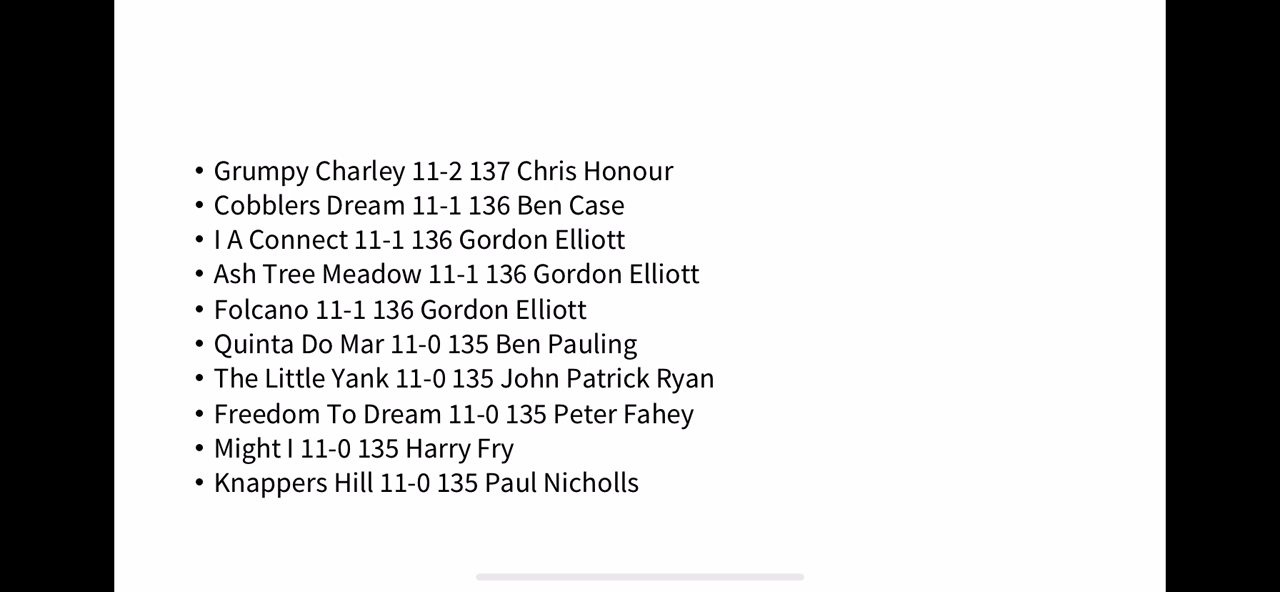 • Grumpy Charley 11-2 137 Chris Honour
• Cobblers Dream 11-1 136 Ben Case
• I A Connect 11-1 136 Gordon Elliott
• Ash Tree Meadow 11-1 136 Gordon Elliott
• Folcano 11-1 136 Gordon Elliott
• Quinta Do Mar 11-0 135 Ben Pauling
• The Little Yank 11-0 135 John Patrick Ryan
• Freedom To Dream 11-0 135 Peter Fahey
• Might I 11-0 135 Harry Fry
• Knappers Hill 11-0 135 Paul Nicholls